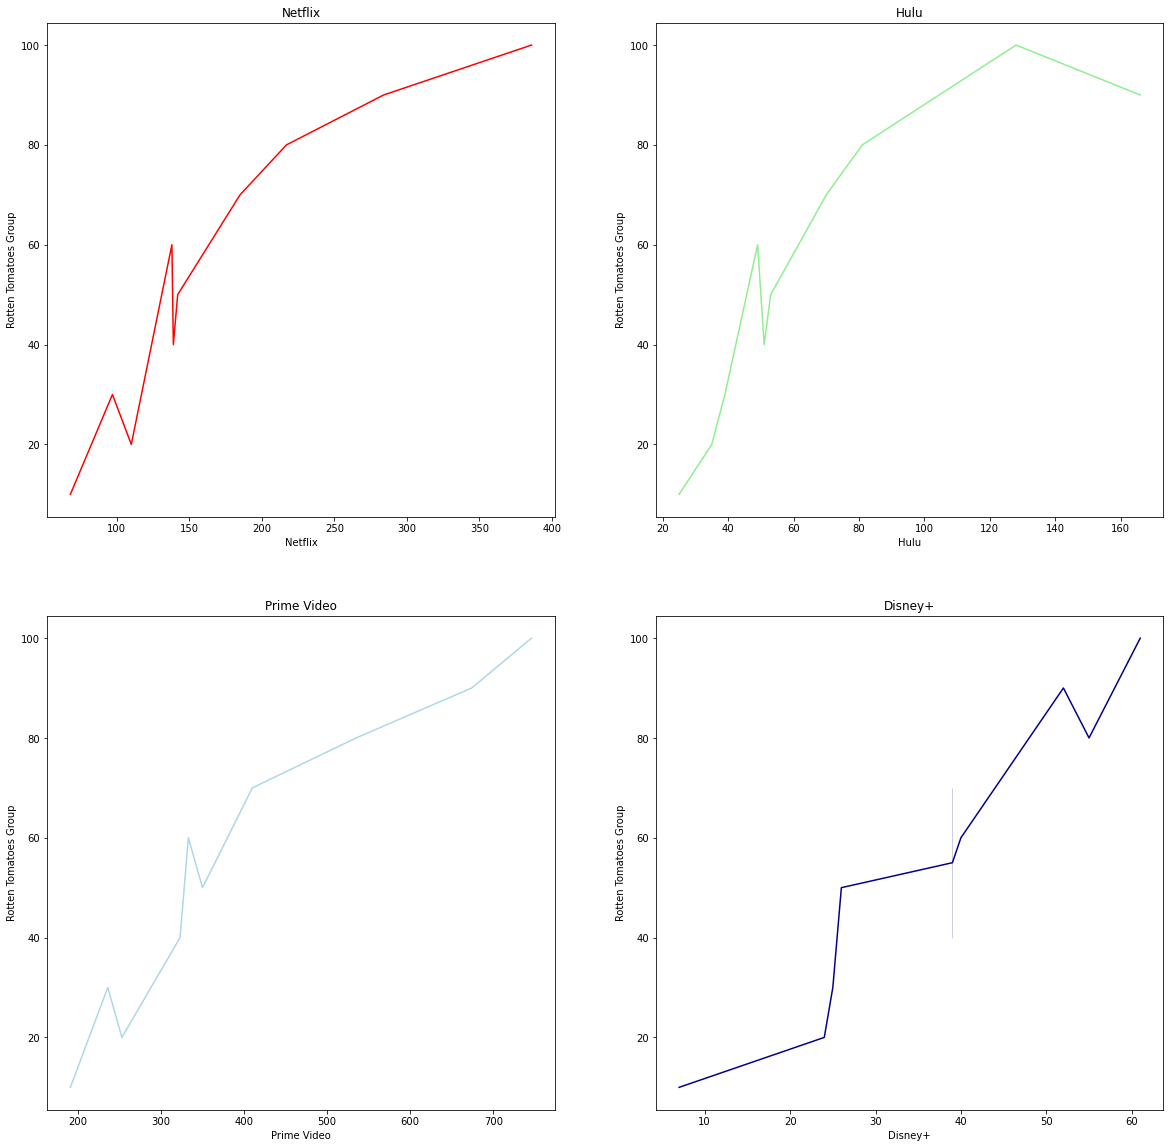 Netflix
Rotten Tomatoes Group
100
80
60
40
20
100 150 200 250 300 350 400
Netflix
Hulu
Rotten Tomatoes Group
100
80
60
40
20
20 40 60 80 100 120 140 160
Hulu
Prime Video
Rotten Tomatoes Group
100
80
60
40
20
200 300 400 500 600 700
Prime Video
Disney+
Rotten Tomatoes Group
100
80
60
40
20
10 20 30 40 50 60
Disney+